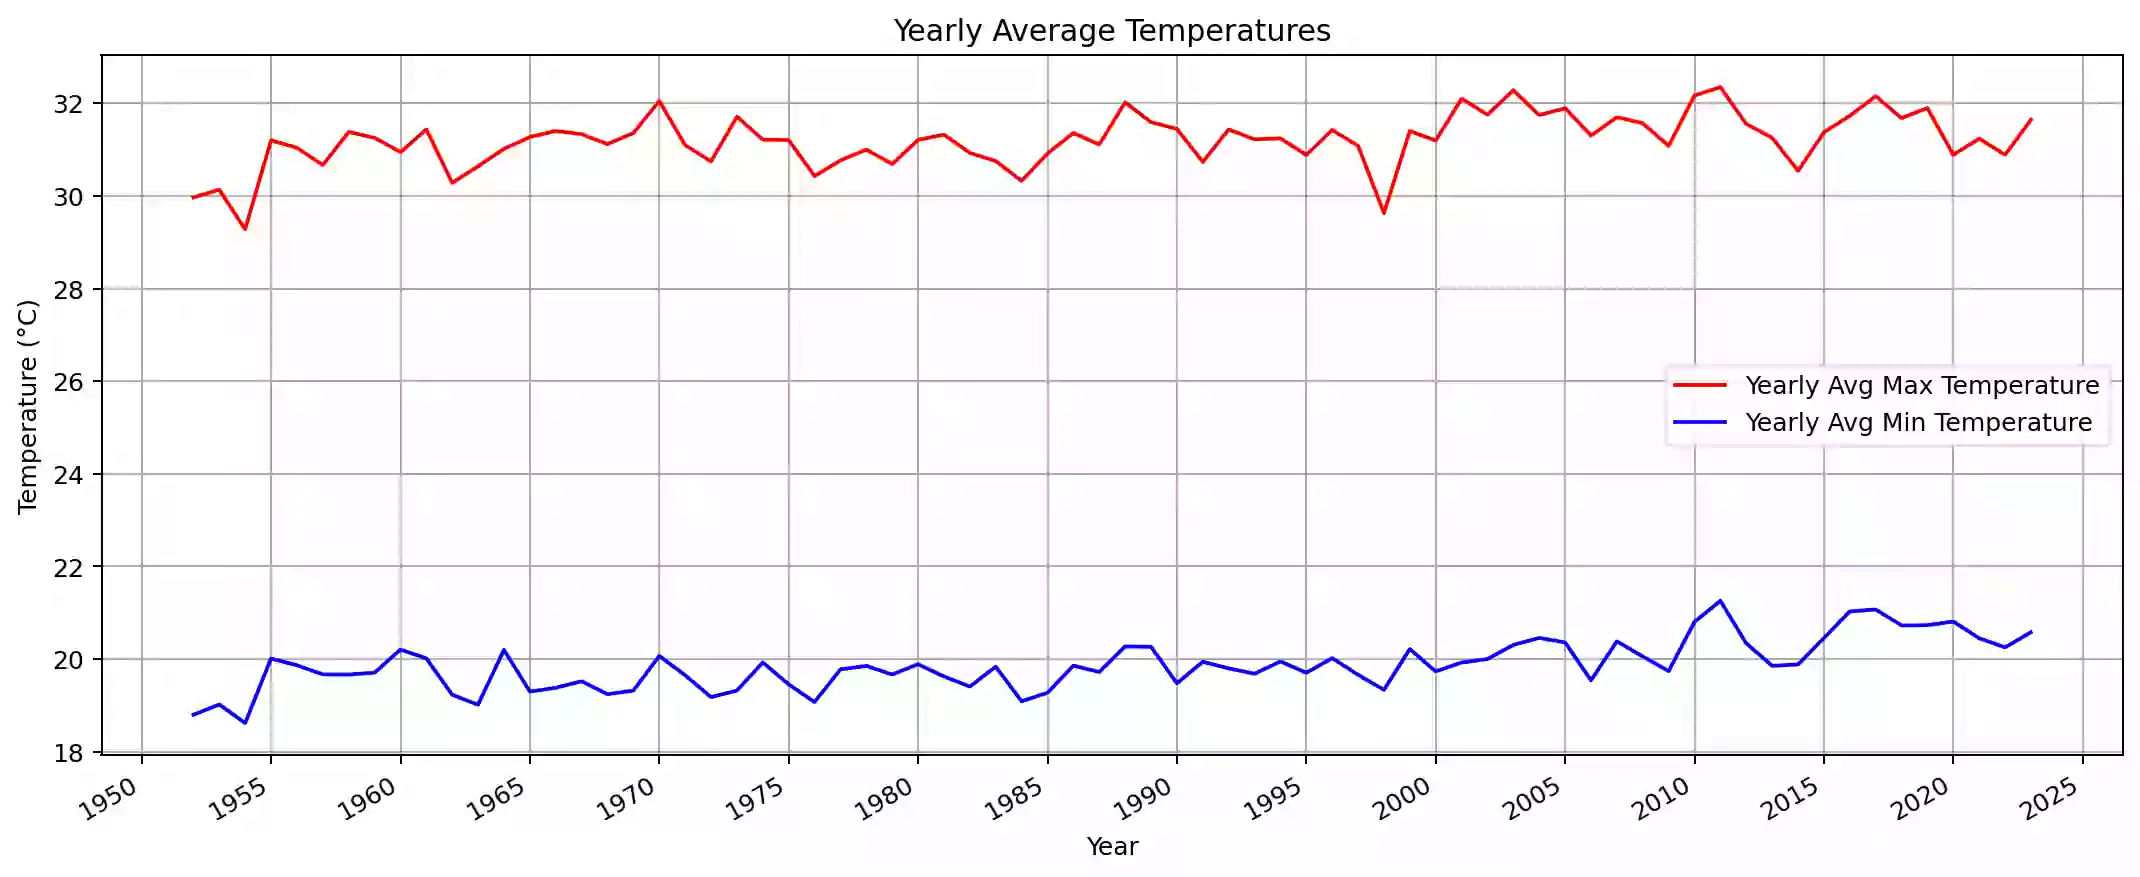 Yearly Average Temperatures
32
30
28
26
24
22
20
18
Temperature (°C)
Yearly Avg Max Temperature
Yearly Avg Min Temperature
1950 1955 1960 1965 1970 1975 1980 1985 1990 1995 2000 2005 2010 2015 2020 2025
Year